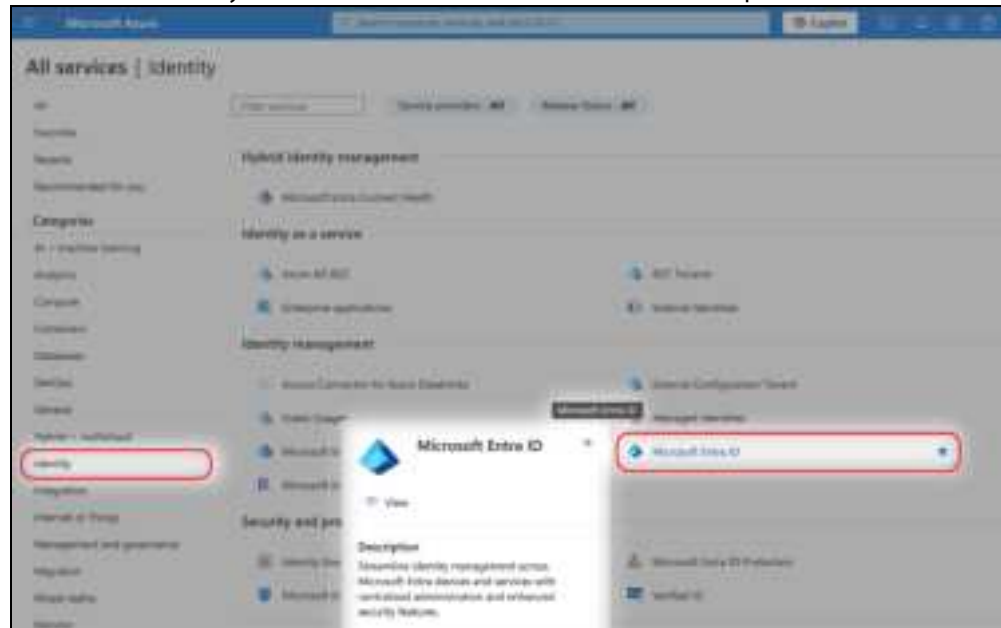 Microsoft Azure
Copilot
All services | Identity
All
Favorites
Recents
Recommended for you
Categories
AI + machine learning
Analytics
Compute
Containers
Databases
DevOps
General
Hybrid + multicloud
Identity
Integration
Internet of Things
Management and governance
Migration
Mixed reality
Monitor
Filter services
Service providers : All
Release Status : All
Hybrid identity management
Microsoft Entra Connect Health
Identity as a service
Azure AD B2C
B2C Tenants
Enterprise applications
External Identities
Identity management
Access Connector for Azure Databricks
External Configuration Tenant
Managed Identities
Microsoft Entra ID
Microsoft Entra ID
Security and
Microsoft Entra ID Protection
Verified ID
Microsoft Entra ID
View
Description
Streamline identity management across
Microsoft Entra devices and services with
centralized administration and enhanced
security features.